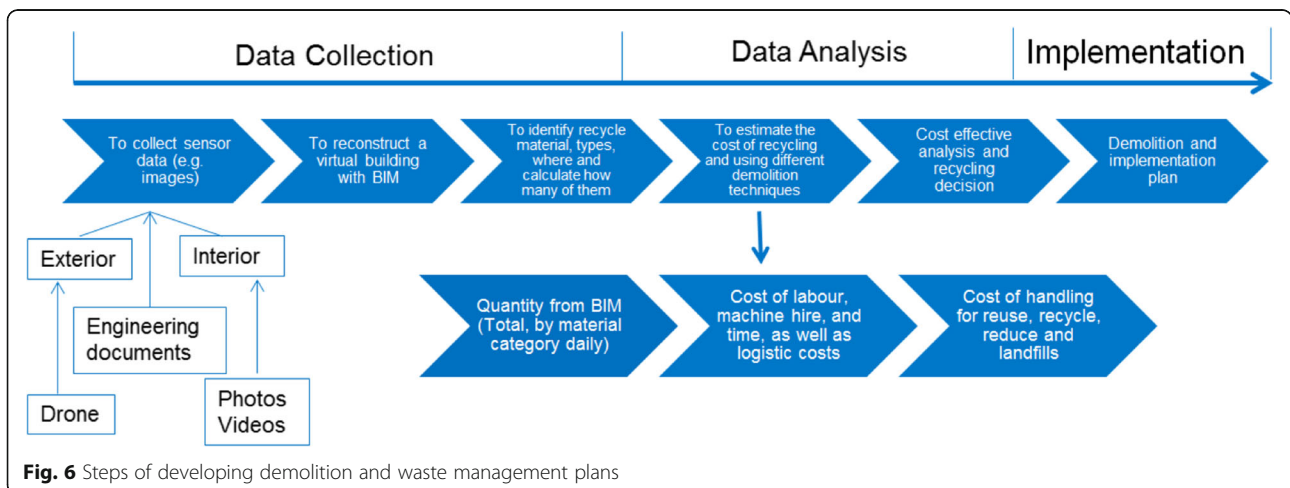 Data Collection
Data Analysis
Implementation
To collect sensor
data (e.g.
images)
To reconstruct a
virtual building
with BIM
To identify recycle
material, types,
where and
calculate how
many of them
To estimate the
cost of recycling
and using different
demolition
techniques
Cost effective
analysis and
recycling
decision
Demolition and
implementation
plan
Exterior
Interior
Engineering
documents
Drone
Photos
Videos
Quantity from BIM
(Total, by material
category daily)
Cost of labour,
machine hire, and
time, as well as
logistic costs
Cost of handling
for reuse, recycle,
reduce and
landfills
Fig. 6 Steps of developing demolition and waste management plans